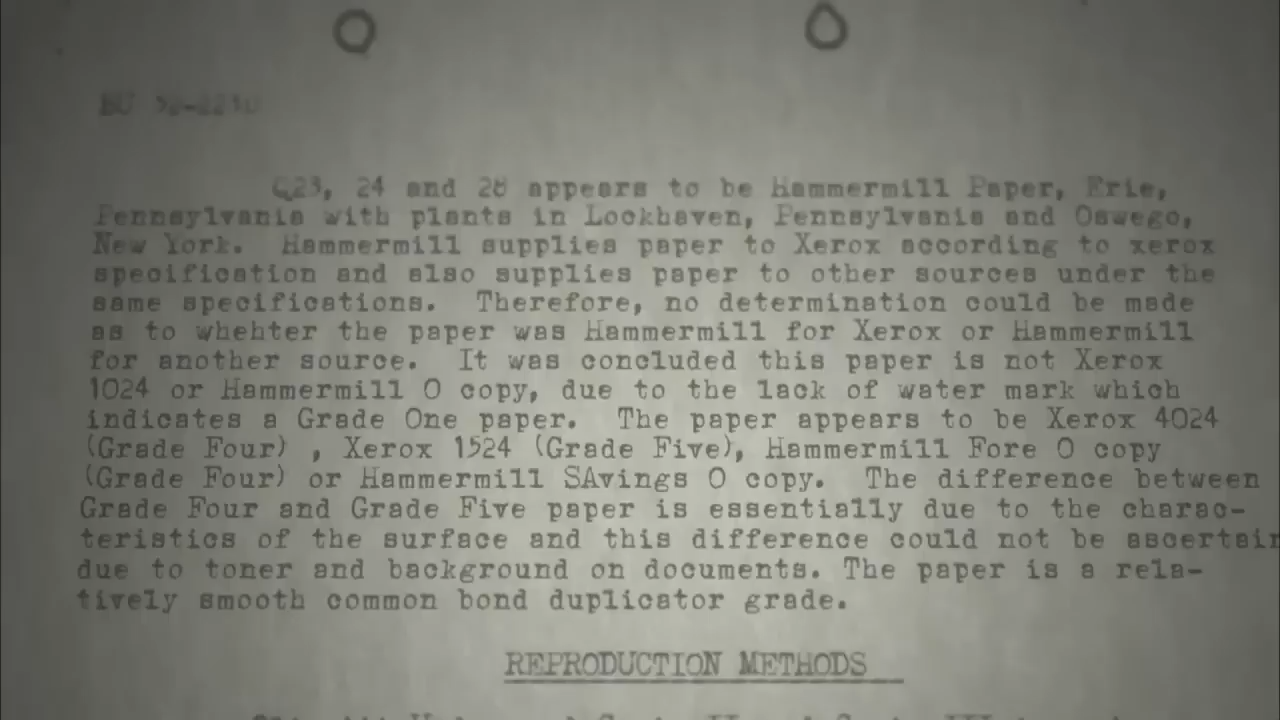 BU
Q23, 24 and 28 appears to be Hammermill Paper, Erie,
Pennsylvania with plants in Lockhaven, Pennsylvania and Oswego,
New York. Hammermill supplies paper to Xerox according to xerox
specification and also supplies paper to other sources under the
same specifications. Therefore, no determination could be made
as to whehter the paper was Hammermill for Xerox or Hammermill
for another source. It was concluded this paper is not Xerox
1024 or Hammermill O copy, due to the lack of water mark which
indicates a Grade One paper. The paper appears to be Xerox 4024
(Grade Four) , Xerox 1524 (Grade Five), Hammermill Fore O copy
(Grade Four) or Hammermill SAvings O copy. The difference between
Grade Four and Grade Five paper is essentially due to the charac-
teristics of the surface and this difference could not be ascertain
due to toner and background on documents. The paper is a rela-
tively smooth common bond duplicator grade.
REPRODUCTION METHODS